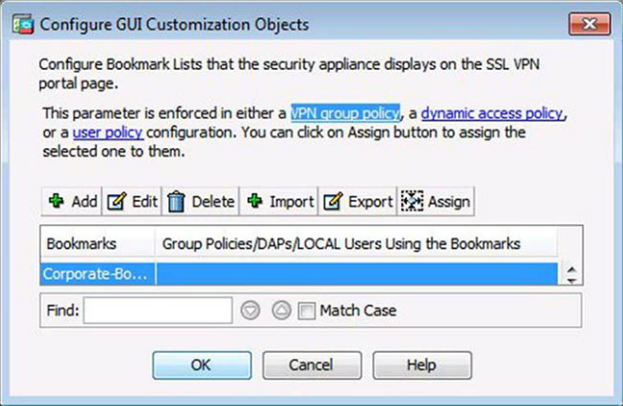 Configure GUI Customization Objects
Configure Bookmark Lists that the security appliance displays on the SSL VPN
portal page.
This parameter is enforced in either a VPN group policy, a dynamic access policy,
or a user policy configuration. You can click on Assign button to assign the
selected one to them.
Add Edit Delete Import Export Assign
Bookmarks Group Policies/DAPs/LOCAL Users Using the Bookmarks
Corporate-Bo...
Find: Match Case
OK Cancel Help